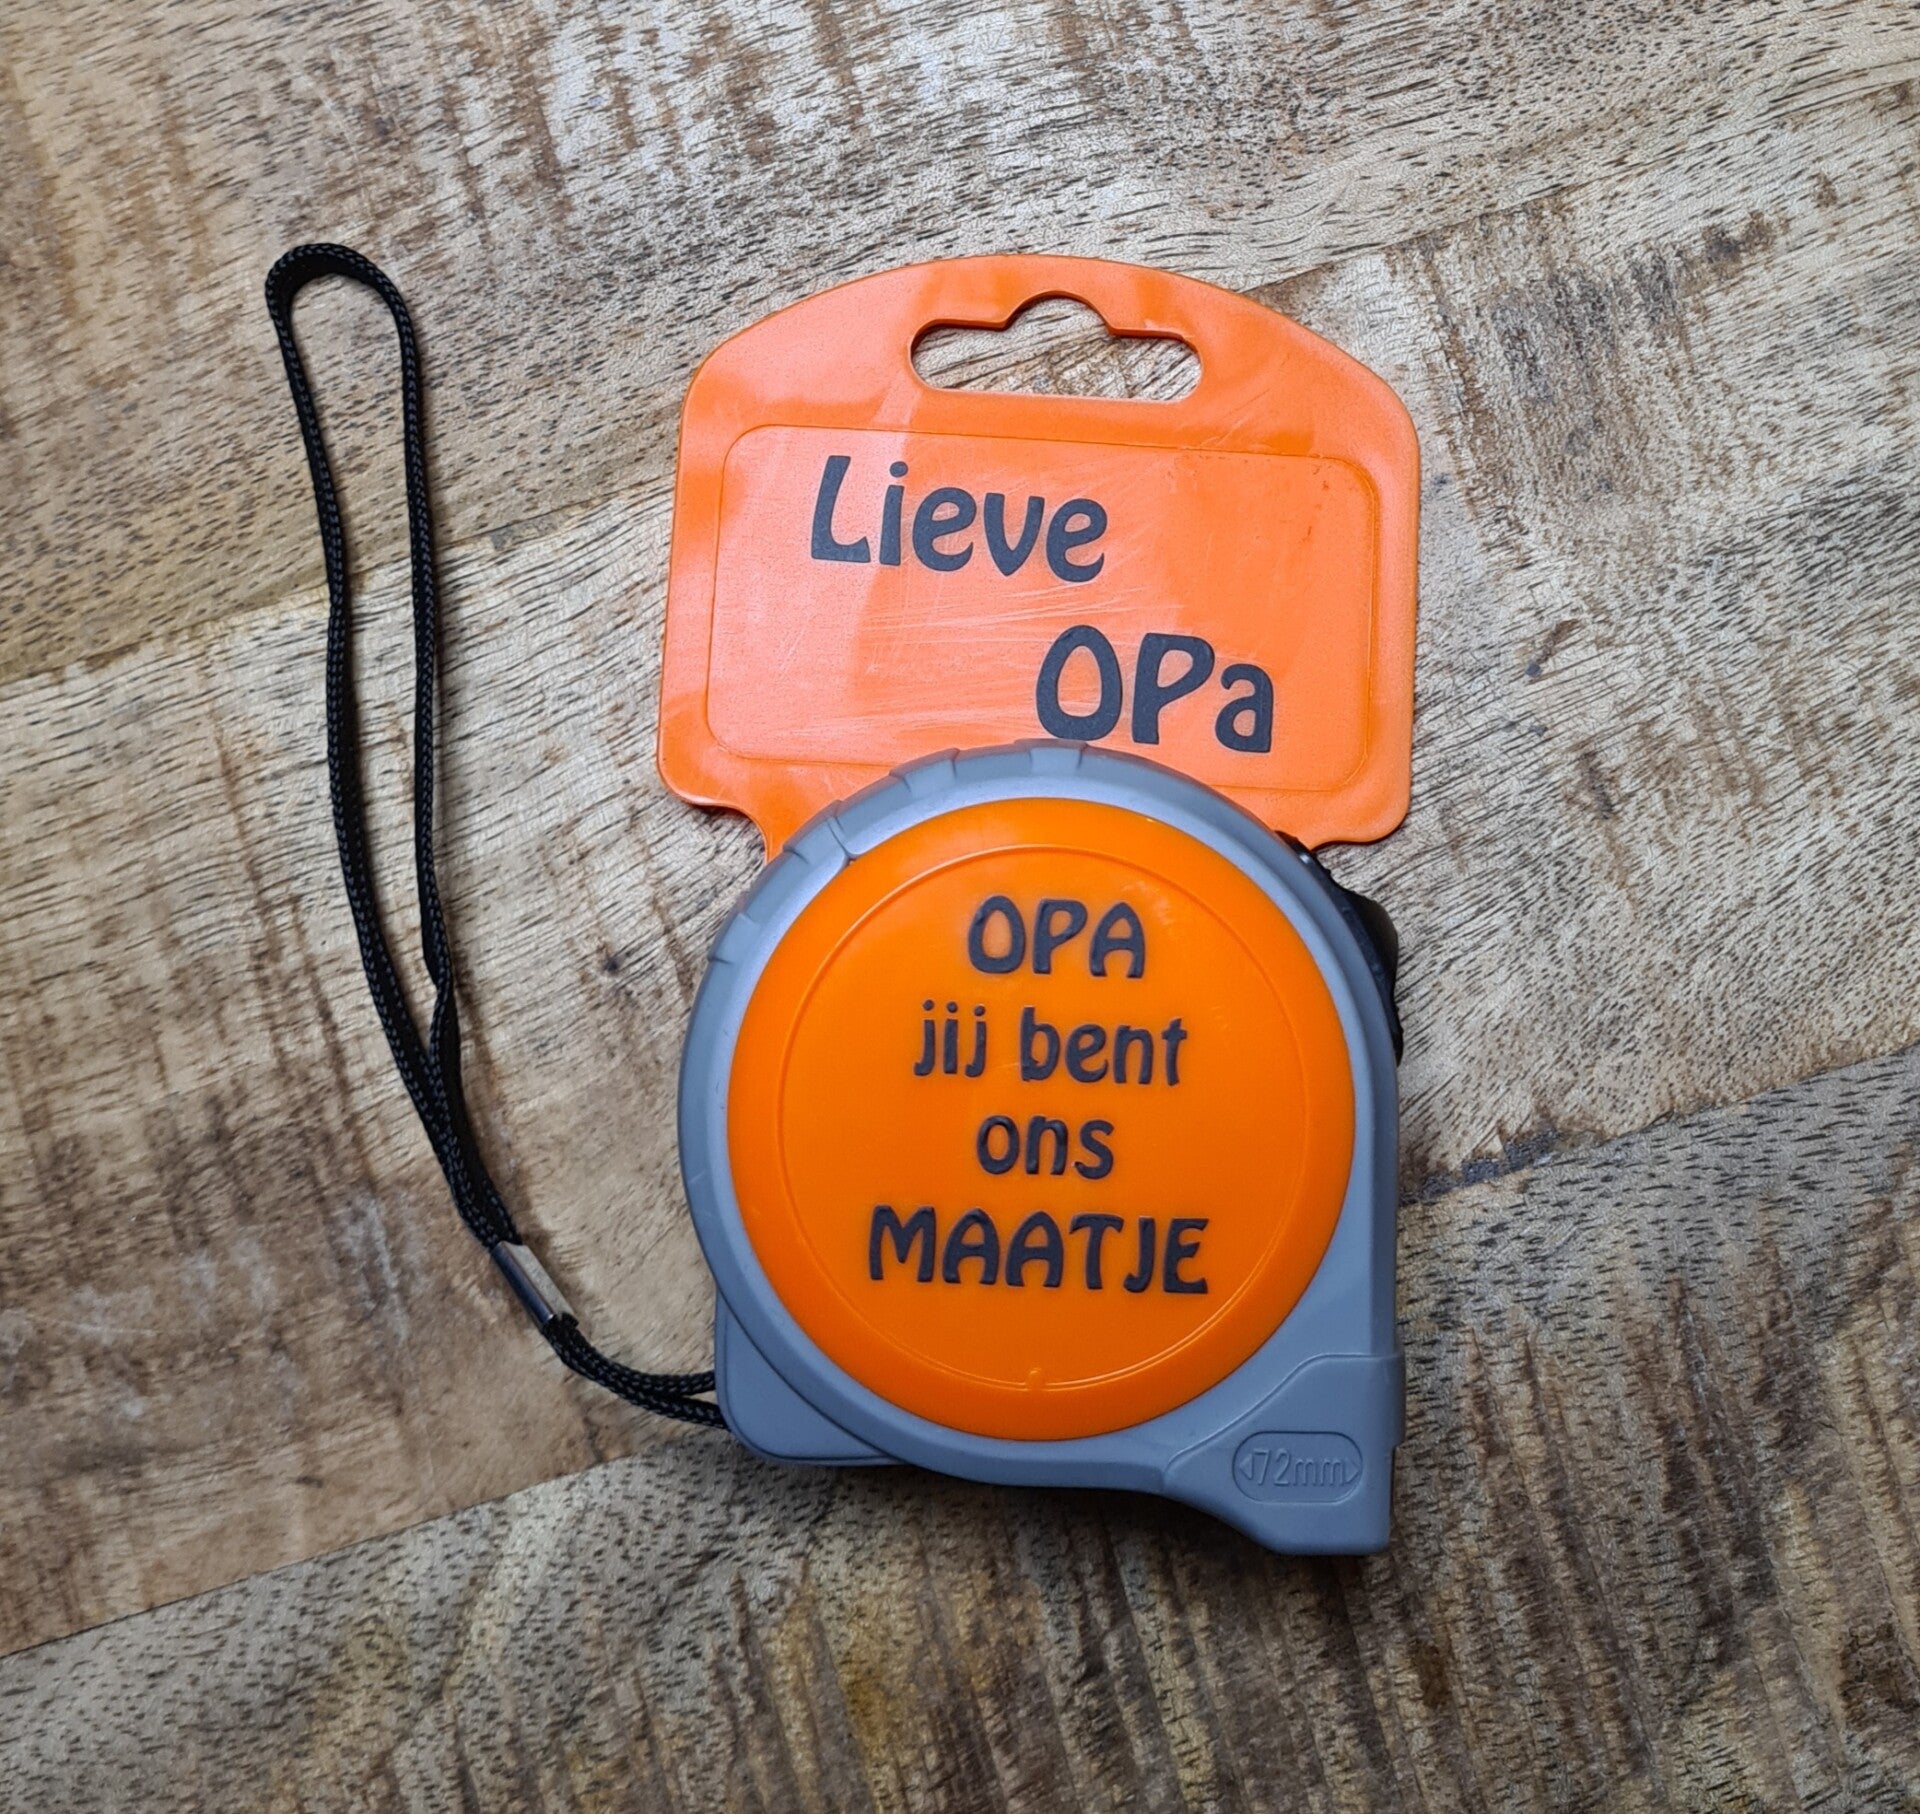 Lieve
OPa
OPA
jij bent
ons
MAATJE
72mm